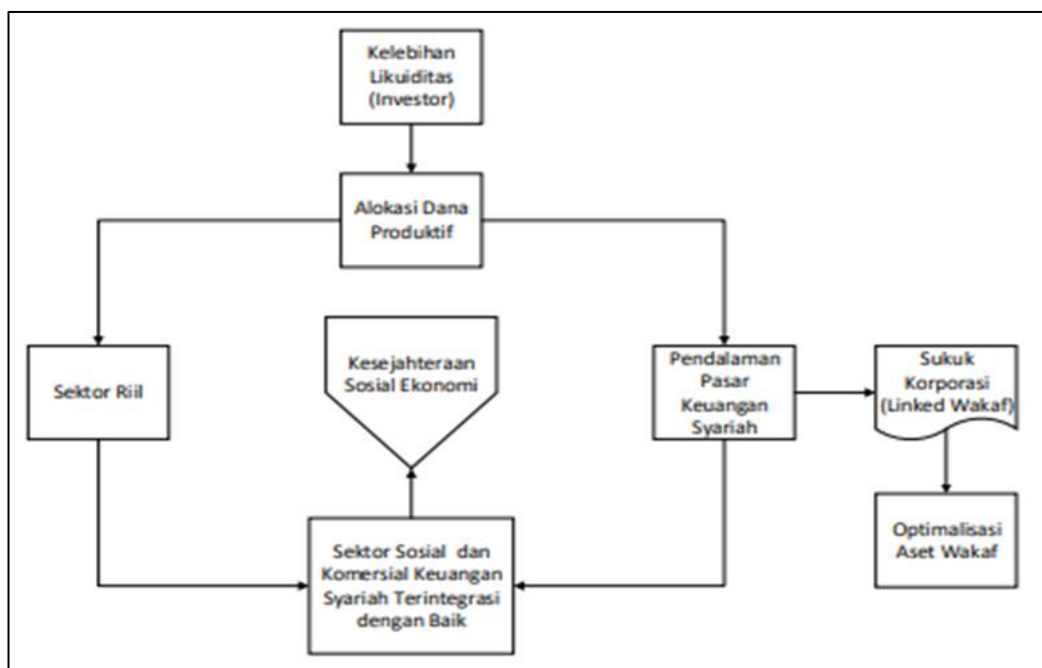 Kelebihan
Likuiditas
(Investor)
Alokasi Dana
Produktif
Sektor Riil
Kesejahteraan
Sosial Ekonomi
Pendalaman
Pasar
Keuangan
Syariah
Sukuk
Korporasi
(Linked Wakaf)
Sektor Sosial dan
Komersial Keuangan
Syariah Terintegrasi
dengan Baik
Optimalisasi
Aset Wakaf